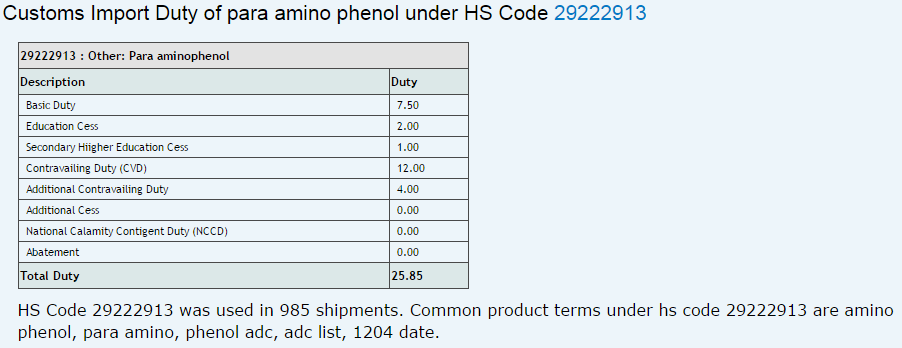 Customs Import Duty of para amino phenol under HS Code 29222913
29222913 : Other: Para aminophenol
Description Duty
Basic Duty 7.50
Education Cess 2.00
Secondary Hiigher Education Cess 1.00
Contravailing Duty (CVD) 12.00
Additional Contravailing Duty 4.00
Additional Cess 0.00
National Calamity Contigent Duty (NCCD) 0.00
Abatement 0.00
Total Duty 25.85
HS Code 29222913 was used in 985 shipments. Common product terms under hs code 29222913 are amino
phenol, para amino, phenol adc, adc list, 1204 date.